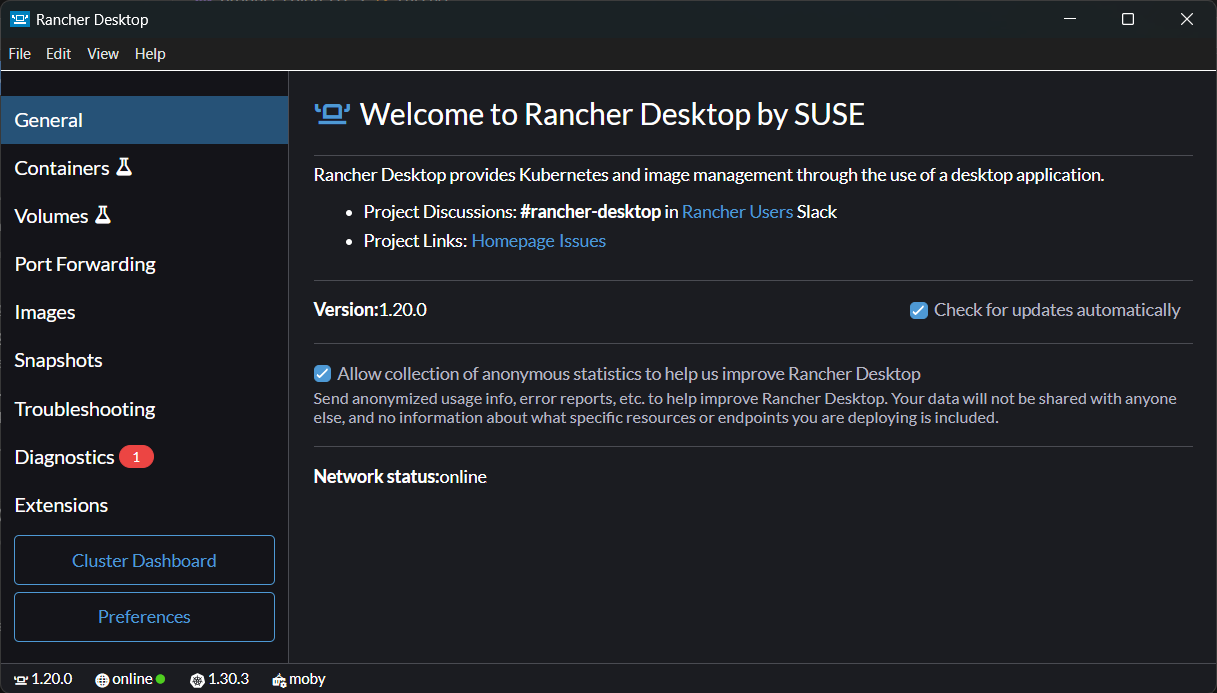 Rancher Desktop
File Edit View Help
General
Containers
Volumes
Port Forwarding
Images
Snapshots
Troubleshooting
Diagnostics 1
Extensions
Cluster Dashboard
Preferences
Welcome to Rancher Desktop by SUSE
Rancher Desktop provides Kubernetes and image management through the use of a desktop application.
• Project Discussions: #rancher-desktop in Rancher Users Slack
• Project Links: Homepage Issues
Version:1.20.0
Check for updates automatically
Allow collection of anonymous statistics to help us improve Rancher Desktop
Send anonymized usage info, error reports, etc. to help improve Rancher Desktop. Your data will not be shared with anyone
else, and no information about what specific resources or endpoints you are deploying is included.
Network status:online
1.20.0 online 1.30.3 moby